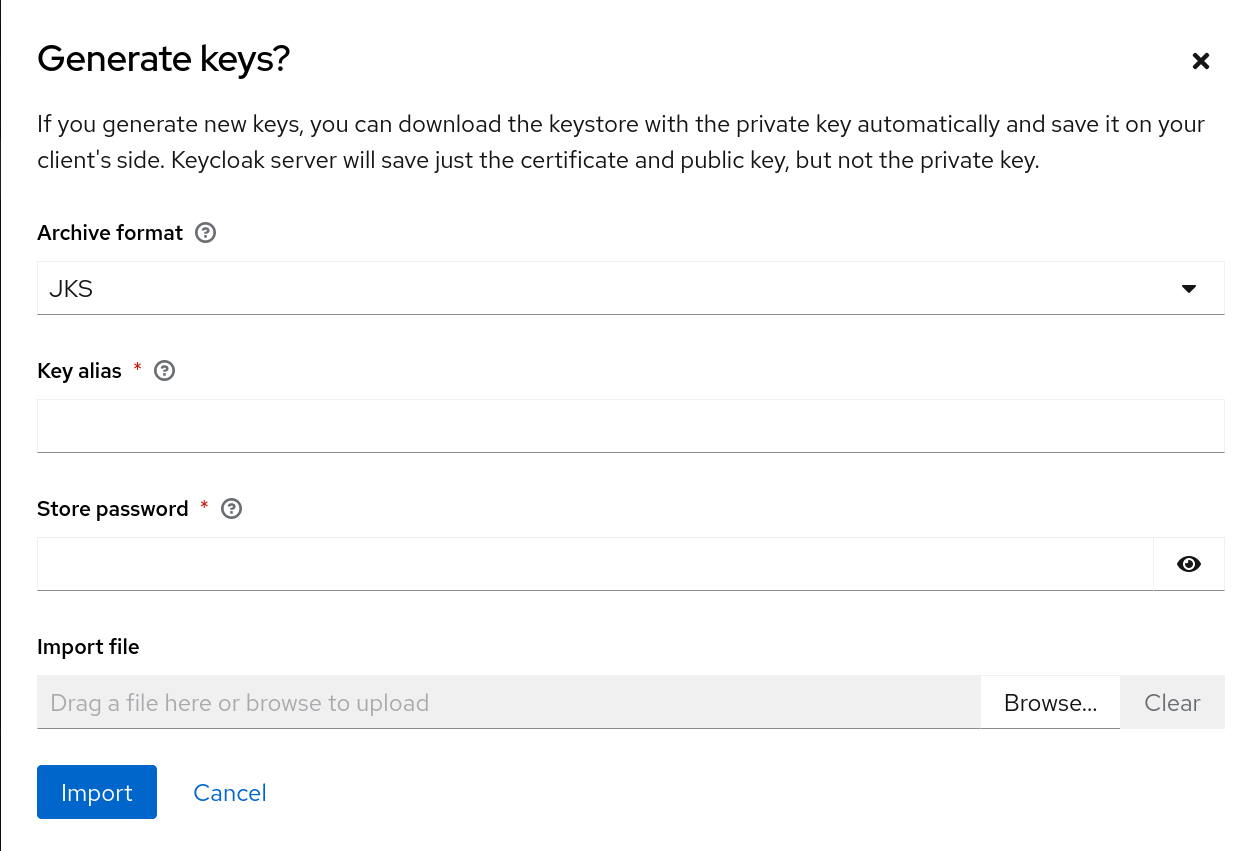 Generate keys?
If you generate new keys, you can download the keystore with the private key automatically and save it on your
client's side. Keycloak server will save just the certificate and public key, but not the private key.
Archive format
JKS
Key alias *
Store password *
Import file
Drag a file here or browse to upload Browse... Clear
Import Cancel